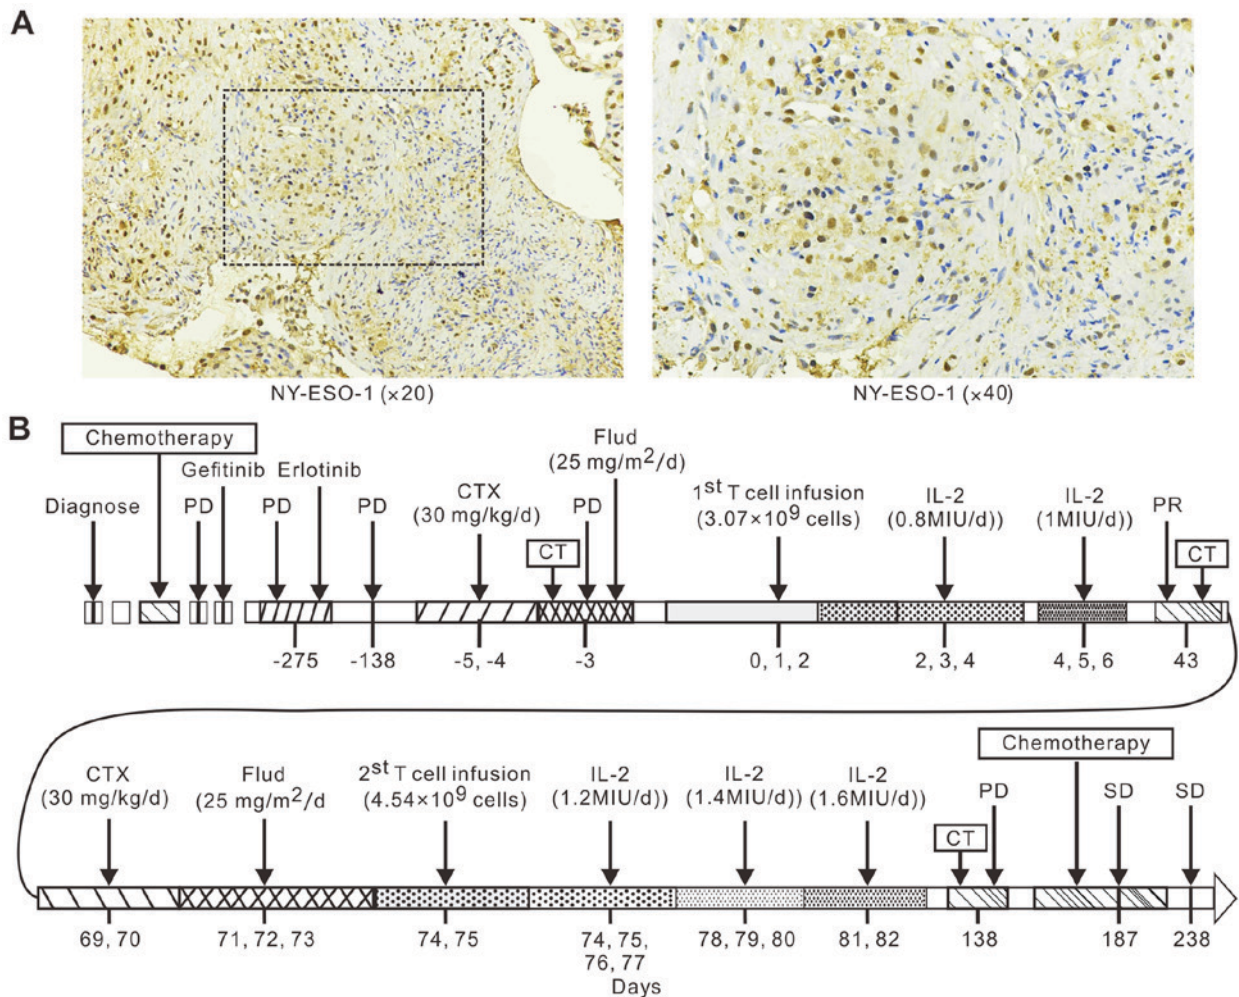 A
NY-ESO-1 (×20)
NY-ESO-1 (×40)
B
Chemotherapy
Diagnose
PD
Gefitinib
PD
Erlotinib
PD
CTX
(30 mg/kg/d)
CT
PD
Flud
(25 mg/m²/d)
1st T cell infusion
(3.07×10⁹ cells)
IL-2
(0.8MIU/d))
IL-2
(1MIU/d))
PR
CT
-275
-138
-5, -4
-3
0, 1, 2
2, 3, 4
4, 5, 6
43
CTX
(30 mg/kg/d)
Flud
(25 mg/m²/d
2st T cell infusion
(4.54×10⁹ cells)
IL-2
(1.2MIU/d))
IL-2
(1.4MIU/d))
IL-2
(1.6MIU/d))
CT
PD
Chemotherapy
SD
SD
69, 70
71, 72, 73
74, 75
74, 75,
76, 77
78, 79, 80
81, 82
138
187
238
Days